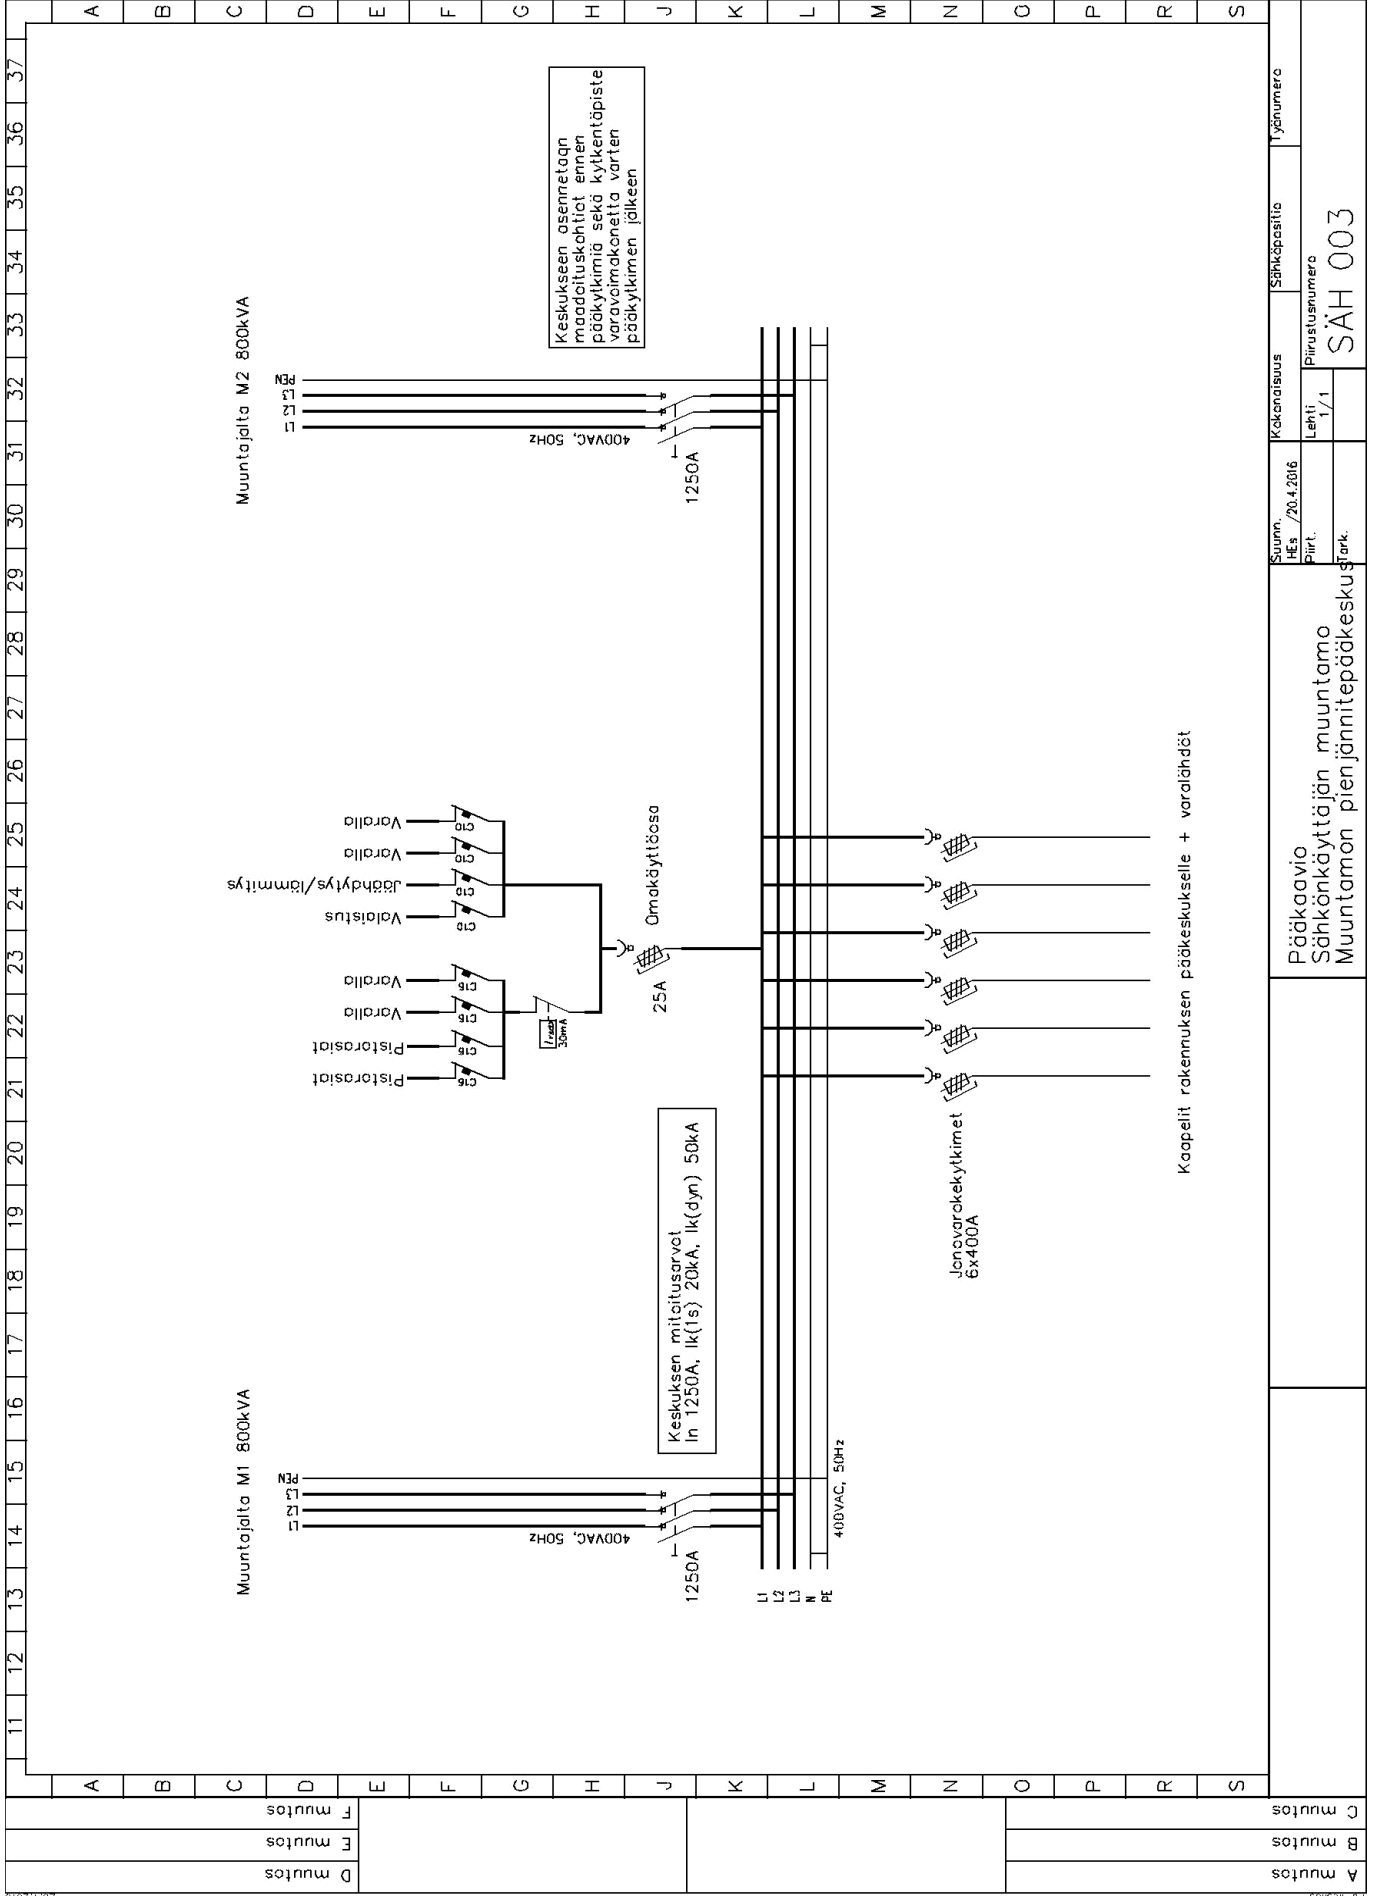 11 12 13 14 15 16 17 18 19 20 21 22 23 24 25 26 27 28 29 30 31 32 33 34 35 36 37
A
B
C
D
E
F
G
H
J
K
L
M
N
O
P
R
S
A
B
C
D
E
F
G
H
J
K
L
M
N
O
P
R
S
Muuntajalta M1 800kVA
L1
L2
L3
PEN
400VAC, 50Hz
1250A
Muuntajalta M2 800kVA
L1
L2
L3
PEN
400VAC, 50Hz
1250A
Pistorasiat
Pistorasiat
Varalla
Varalla
Valaistus
Jäähdytys/lämmitys
Varalla
Varalla
C16
C16
C16
C16
C10
C10
C10
C10
30mA
25A
Omakäyttöosa
Keskukseen asennetaan
maadoituskohtiot ennen
pääkytkimiä sekä kytkentäpiste
varavoimakonetta varten
pääkytkimen jälkeen
Keskuksen mitoitusarvot
In 1250A, Ik(1s) 20kA, Ik(dyn) 50kA
L1
L2
L3
N
PE
400VAC, 50Hz
Jonovarokekytkimet
6x400A
Kaapelit rakennuksen pääkeskukselle + varalähdöt
Pääkaavio
Sähkönkäyttäjän muuntamo
Muuntamon pienjännitepääkeskus
Suunn.
HEs /20.4.2016
Piirt.
Tark.
Kokonaisuus
Sähköpositio
Työnumero
Lehti
1/1
Piirustusnumero
SÄH 003
A muutos
B muutos
C muutos
D muutos
E muutos
F muutos